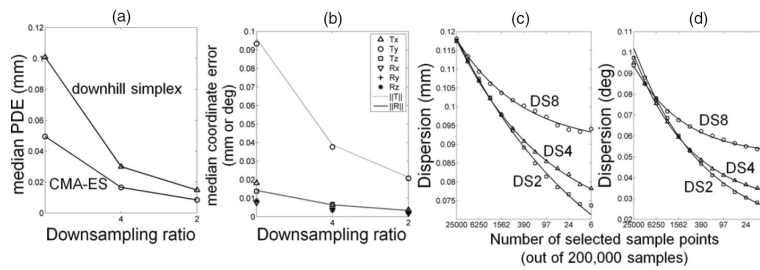 (a)
median PDE (mm)
0.12
0.1
0.08
0.06
0.04
0.02
0
downhill simplex
CMA-ES
4
2
Downsampling ratio
(b)
median coordinate error
(mm or deg)
0.1
0.09
0.08
0.07
0.06
0.05
0.04
0.03
0.02
0.01
0
Tx
Ty
Tz
Rx
Ry
Rz
||T||
||R||
4
2
Downsampling ratio
(c)
Dispersion (mm)
0.12
0.115
0.11
0.105
0.1
0.095
0.09
0.085
0.08
0.075
DS8
DS4
DS2
25000
6250
1562
390
97
24
6
(d)
Dispersion (deg)
0.11
0.1
0.09
0.08
0.07
0.06
0.05
0.04
0.03
0.02
DS8
DS4
DS2
25000
6250
1562
390
97
24
6
Number of selected sample points
(out of 200,000 samples)